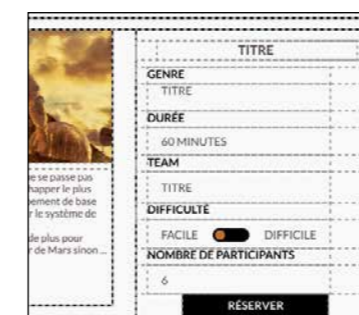 TITRE
GENRE
TITRE
DURÉE
60 MINUTES
TEAM
TITRE
DIFFICULTÉ
FACILE DIFFICILE
NOMBRE DE PARTICIPANTS
6
RÉSERVER
se passe pas
happer le plus
ement de base
r le système de
de plus pour
r de Mars sinon ...